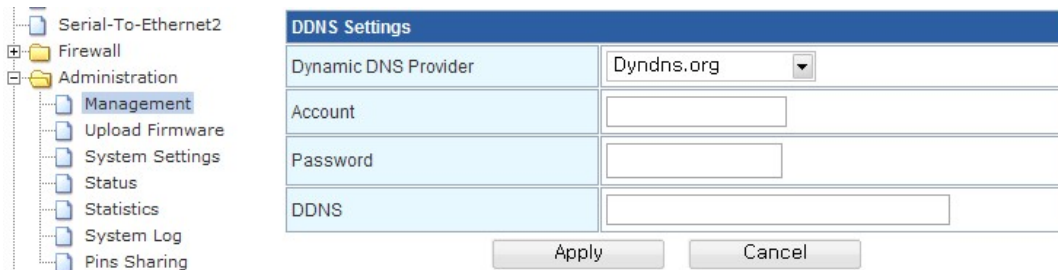 Serial-To-Ethernet2
Firewall
Administration
Management
Upload Firmware
System Settings
Status
Statistics
System Log
Pins Sharing
DDNS Settings
Dynamic DNS Provider
Dyndns.org
Account
Password
DDNS
Apply
Cancel